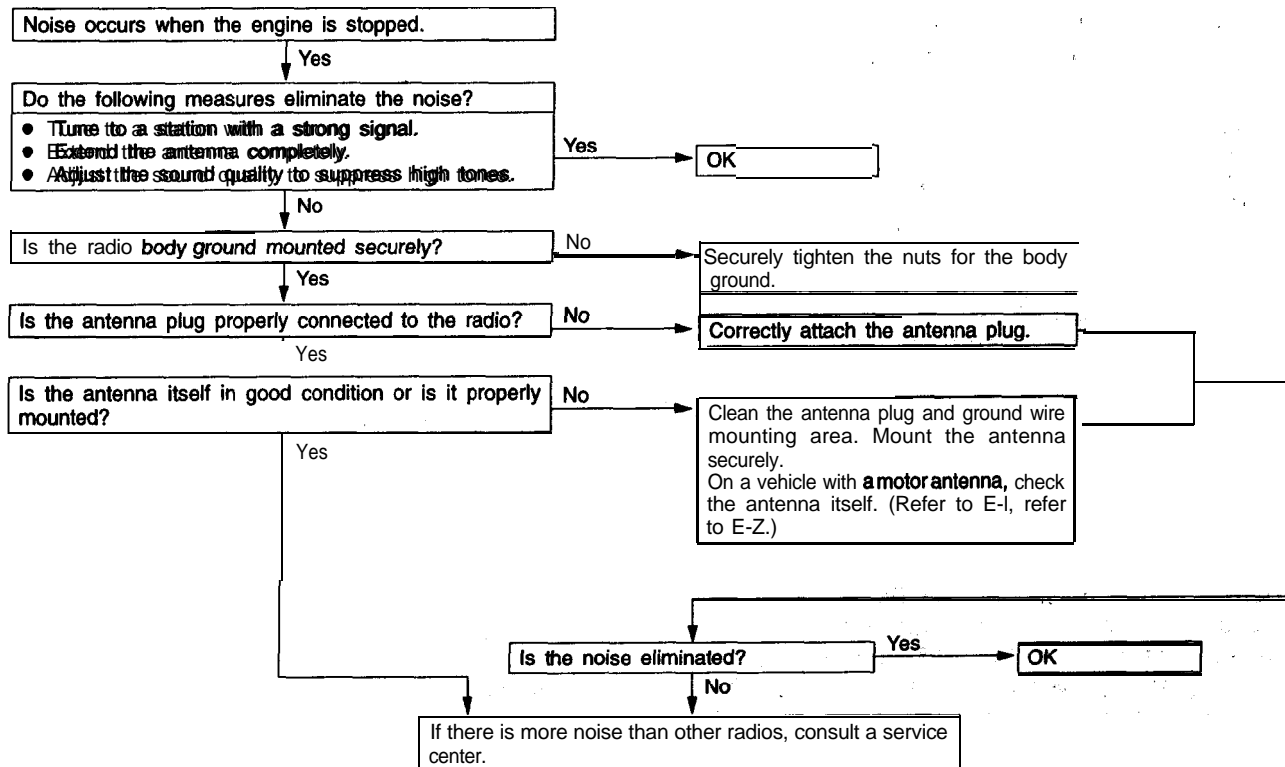 Noise occurs when the engine is stopped.
Yes
Do the following measures eliminate the noise?
● Tune to a station with a strong signal.
● Extend the antenna completely.
● Adjust the sound quality to suppress high tones.
Yes
OK
No
Is the radio body ground mounted securely?
No
Securely tighten the nuts for the body
ground.
Yes
Is the antenna plug properly connected to the radio?
No
Correctly attach the antenna plug.
Yes
Is the antenna itself in good condition or is it properly
mounted?
No
Clean the antenna plug and ground wire
mounting area. Mount the antenna
securely.
On a vehicle with a motor antenna, check
the antenna itself. (Refer to E-l, refer
to E-Z.)
Yes
Is the noise eliminated?
Yes
OK
No
If there is more noise than other radios, consult a service
center.